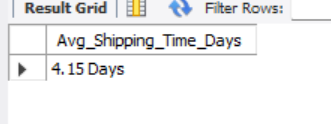 Result Grid Filter Rows:
Avg_Shipping_Time_Days
4.15 Days